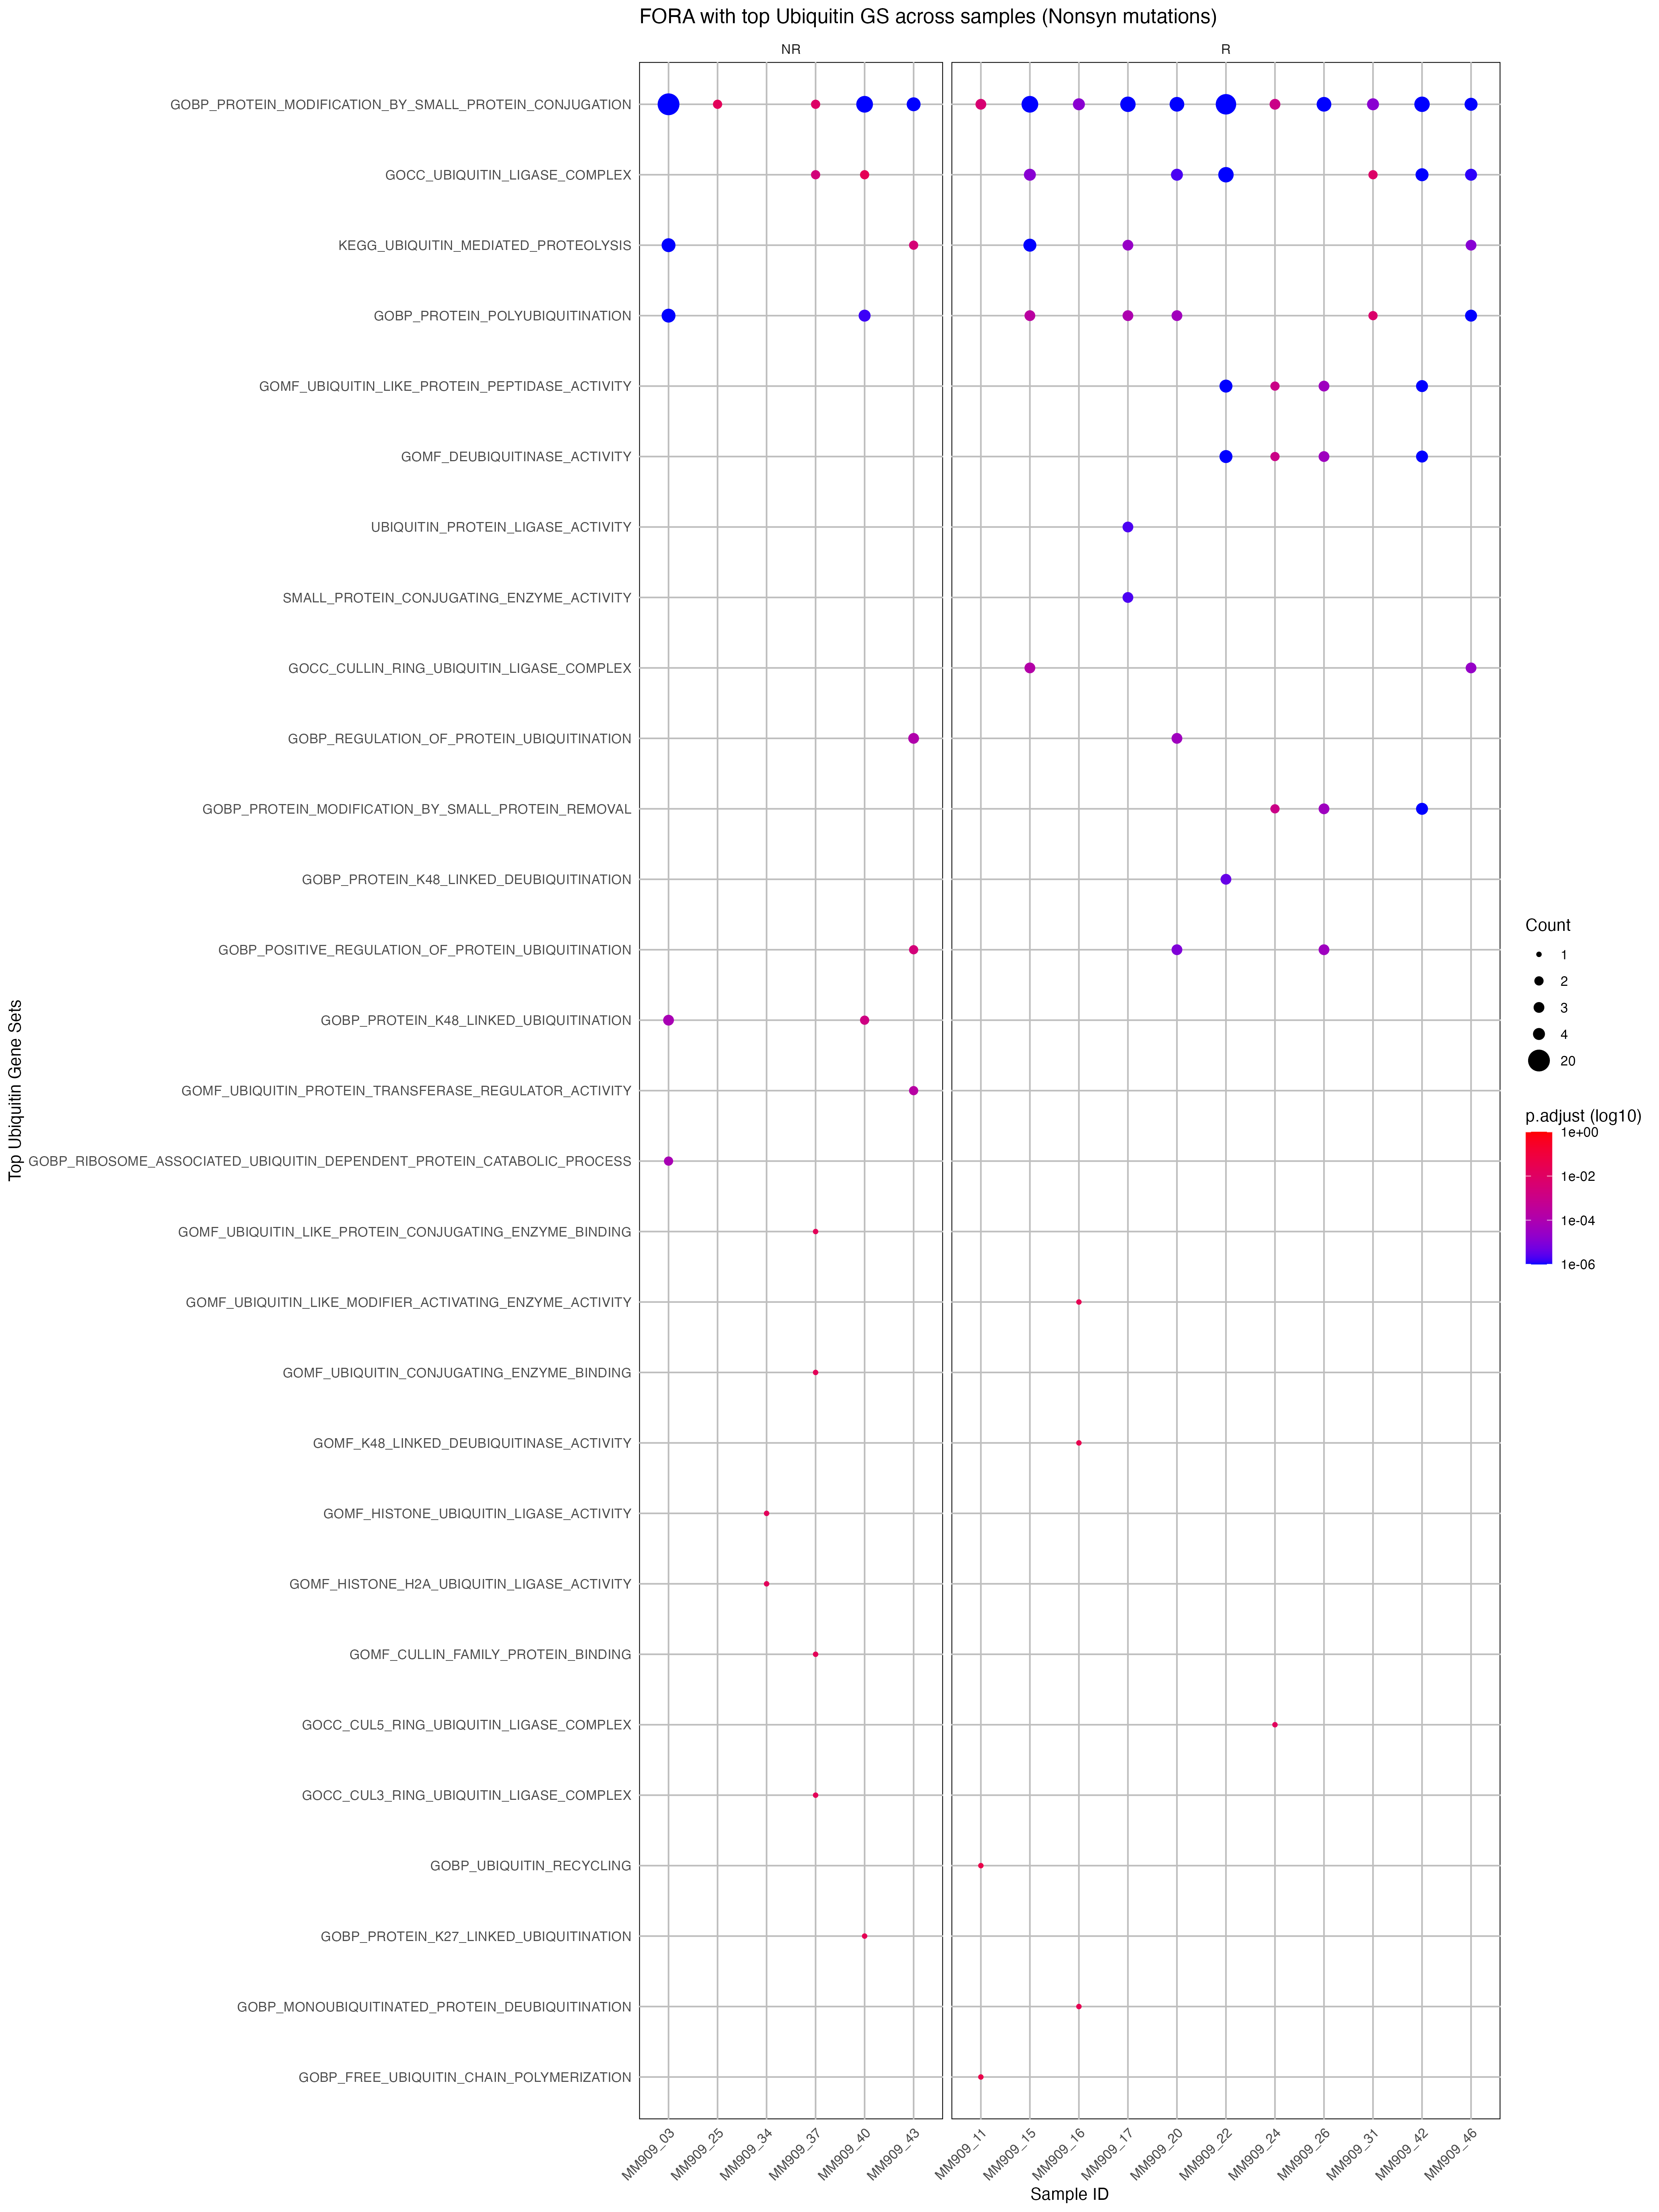 FORA with top Ubiquitin GS across samples (Nonsyn mutations)
NR
R
GOBP_PROTEIN_MODIFICATION_BY_SMALL_PROTEIN_CONJUGATION
GOCC_UBIQUITIN_LIGASE_COMPLEX
KEGG_UBIQUITIN_MEDIATED_PROTEOLYSIS
GOBP_PROTEIN_POLYUBIQUITINATION
GOMF_UBIQUITIN_LIKE_PROTEIN_PEPTIDASE_ACTIVITY
GOMF_DEUBIQUITINASE_ACTIVITY
UBIQUITIN_PROTEIN_LIGASE_ACTIVITY
SMALL_PROTEIN_CONJUGATING_ENZYME_ACTIVITY
GOCC_CULLIN_RING_UBIQUITIN_LIGASE_COMPLEX
GOBP_REGULATION_OF_PROTEIN_UBIQUITINATION
GOBP_PROTEIN_MODIFICATION_BY_SMALL_PROTEIN_REMOVAL
GOBP_PROTEIN_K48_LINKED_DEUBIQUITINATION
GOBP_POSITIVE_REGULATION_OF_PROTEIN_UBIQUITINATION
GOBP_PROTEIN_K48_LINKED_UBIQUITINATION
GOMF_UBIQUITIN_PROTEIN_TRANSFERASE_REGULATOR_ACTIVITY
GOBP_RIBOSOME_ASSOCIATED_UBIQUITIN_DEPENDENT_PROTEIN_CATABOLIC_PROCESS
GOMF_UBIQUITIN_LIKE_PROTEIN_CONJUGATING_ENZYME_BINDING
GOMF_UBIQUITIN_LIKE_MODIFIER_ACTIVATING_ENZYME_ACTIVITY
GOMF_UBIQUITIN_CONJUGATING_ENZYME_BINDING
GOMF_K48_LINKED_DEUBIQUITINASE_ACTIVITY
GOMF_HISTONE_UBIQUITIN_LIGASE_ACTIVITY
GOMF_HISTONE_H2A_UBIQUITIN_LIGASE_ACTIVITY
GOMF_CULLIN_FAMILY_PROTEIN_BINDING
GOCC_CUL5_RING_UBIQUITIN_LIGASE_COMPLEX
GOCC_CUL3_RING_UBIQUITIN_LIGASE_COMPLEX
GOBP_UBIQUITIN_RECYCLING
GOBP_PROTEIN_K27_LINKED_UBIQUITINATION
GOBP_MONOUBIQUITINATED_PROTEIN_DEUBIQUITINATION
GOBP_FREE_UBIQUITIN_CHAIN_POLYMERIZATION
Top Ubiquitin Gene Sets
MM909_03
MM909_25
MM909_34
MM909_37
MM909_40
MM909_43
MM909_11
MM909_15
MM909_16
MM909_17
MM909_20
MM909_22
MM909_24
MM909_26
MM909_31
MM909_42
MM909_46
Sample ID
Count
1
2
3
4
20
p.adjust (log10)
1e+00
1e-02
1e-04
1e-06